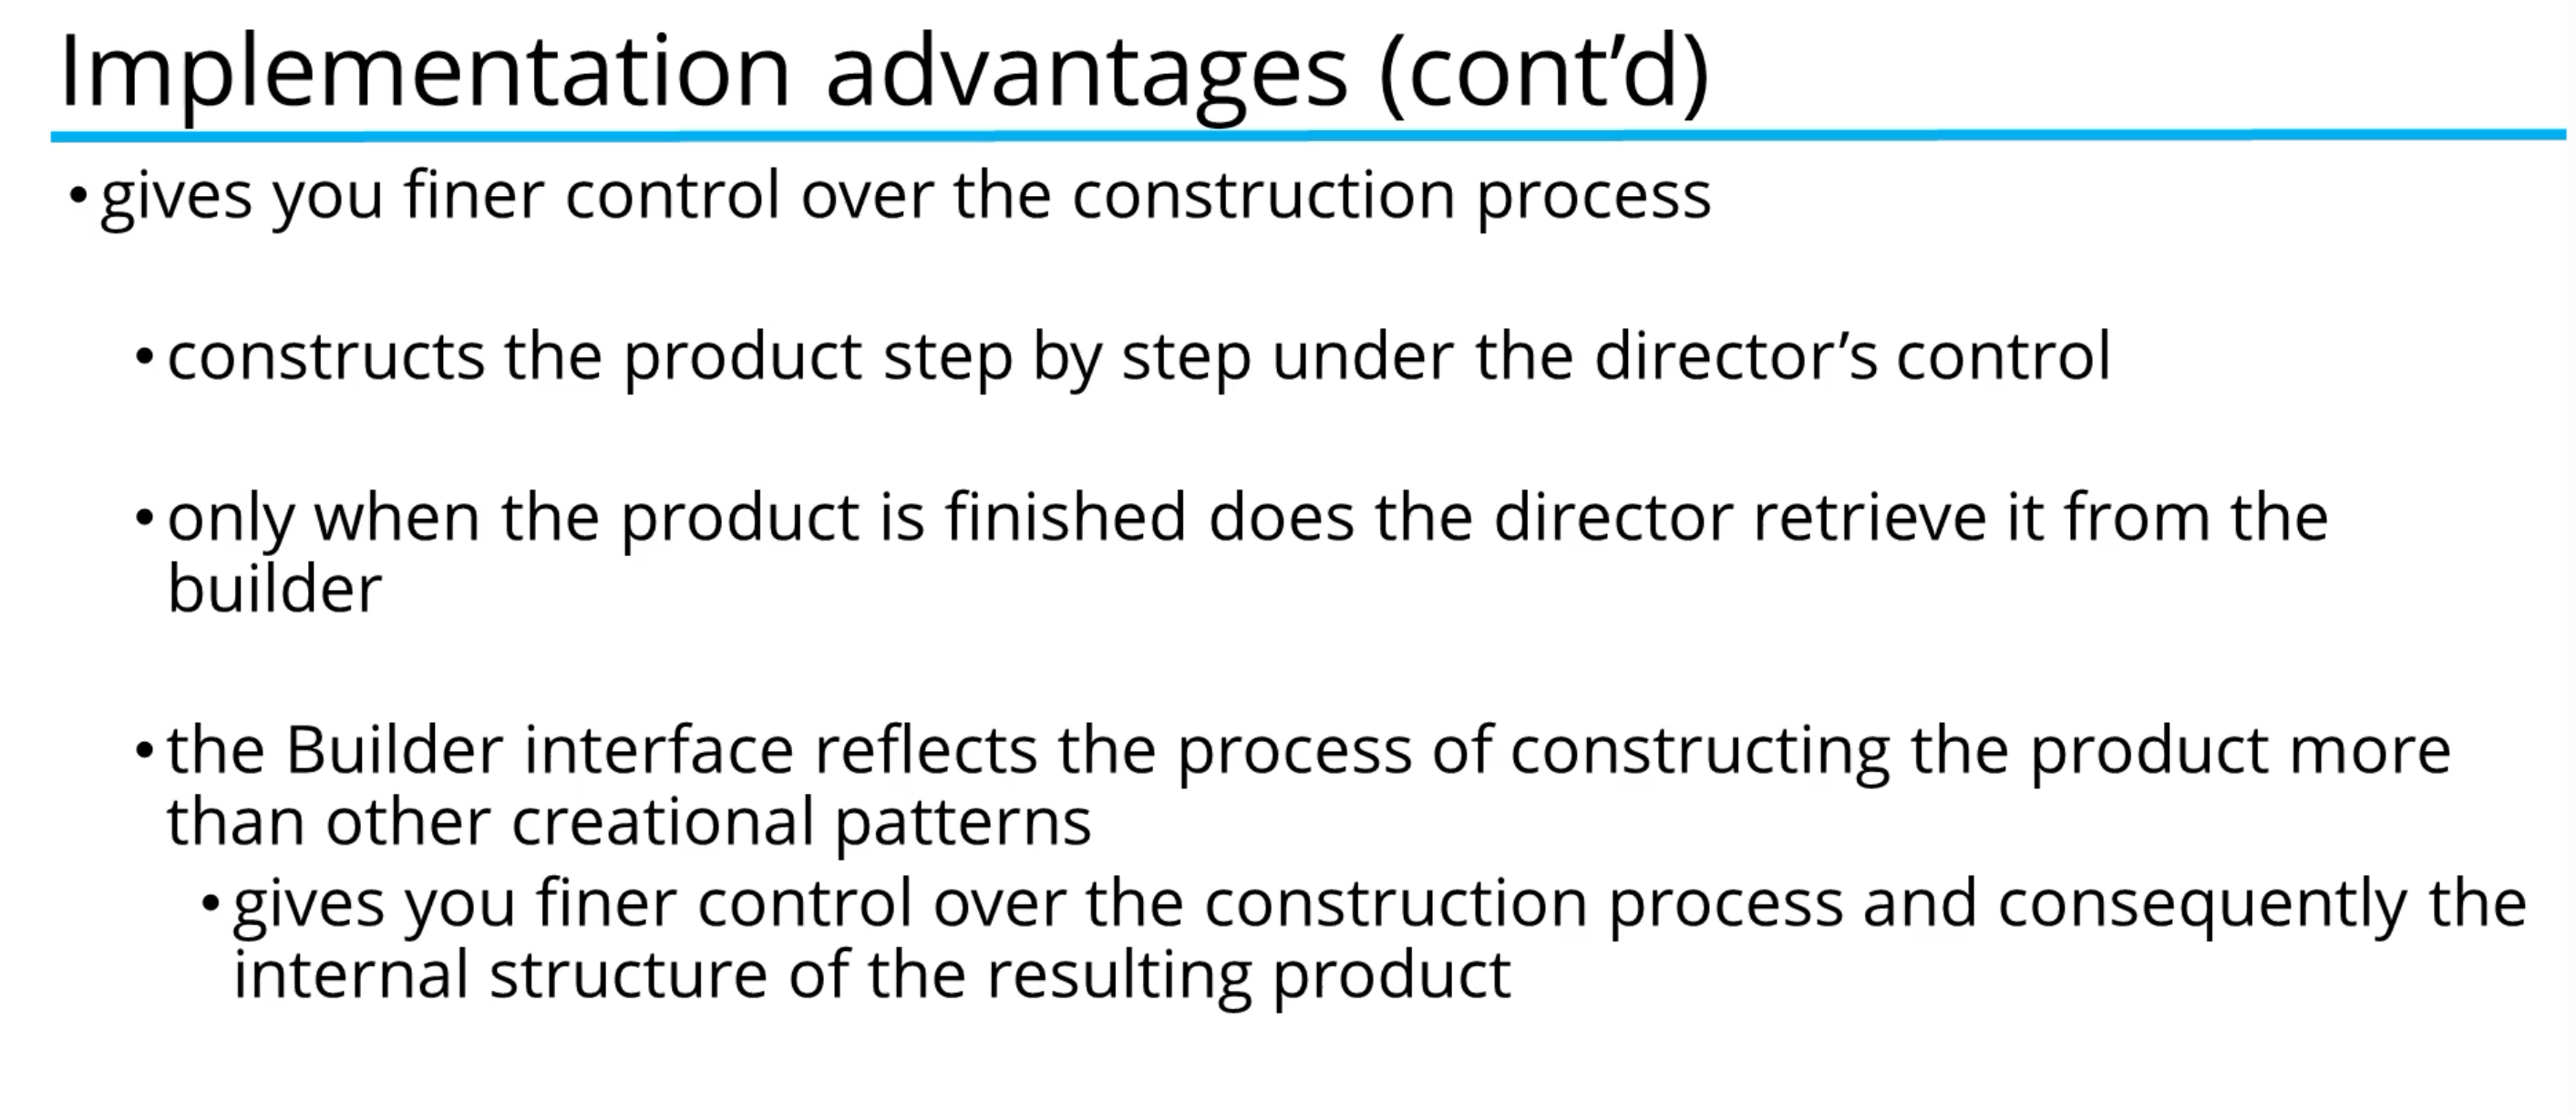 Implementation advantages (cont’d)
• gives you finer control over the construction process
• constructs the product step by step under the director’s control
• only when the product is finished does the director retrieve it from the
builder
• the Builder interface reflects the process of constructing the product more
than other creational patterns
• gives you finer control over the construction process and consequently the
internal structure of the resulting product